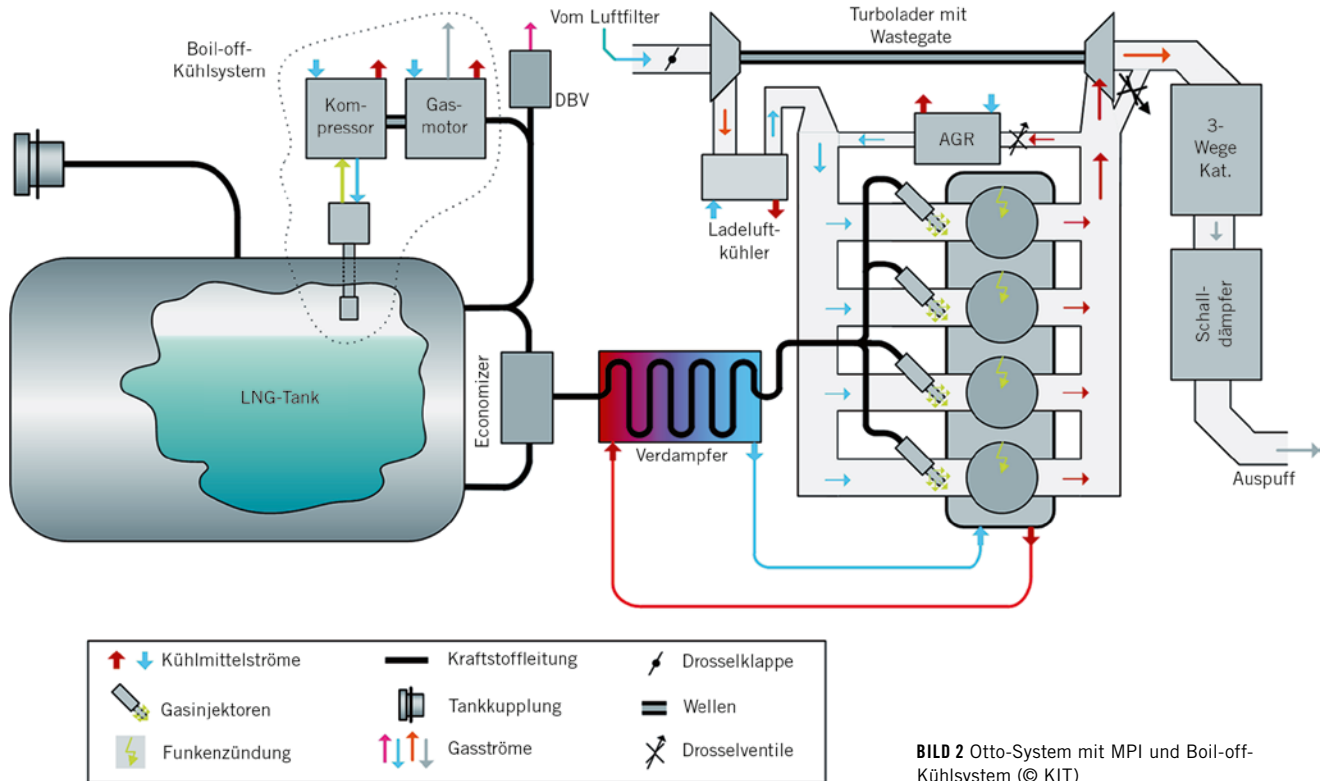 Boil-off-
Kühlsystem
Kom-
pressor
Gas-
motor
DBV
Vom Luftfilter
Turbolader mit
Wastegate
AGR
3-
Wege
Kat.
Ladeluft-
kühler
Schall-
dämpfer
LNG-Tank
Economizer
Verdampfer
Auspuff
Kühlmittelströme
Kraftstoffleitung
Drosselklappe
Gasinjektoren
Tankkupplung
Wellen
Funkenzündung
Gasströme
Drosselventile
BILD 2 Otto-System mit MPI und Boil-off-
Kühlsystem (© KIT)